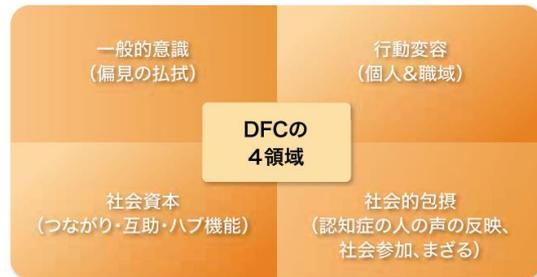 一般的意識
(偏見の払拭)
行動変容
(個人&職域)
DFCの
4領域
社会資本
(つながり・互助・ハブ機能)
社会的包摂
(認知症の人の声の反映、
社会参加、まざる)